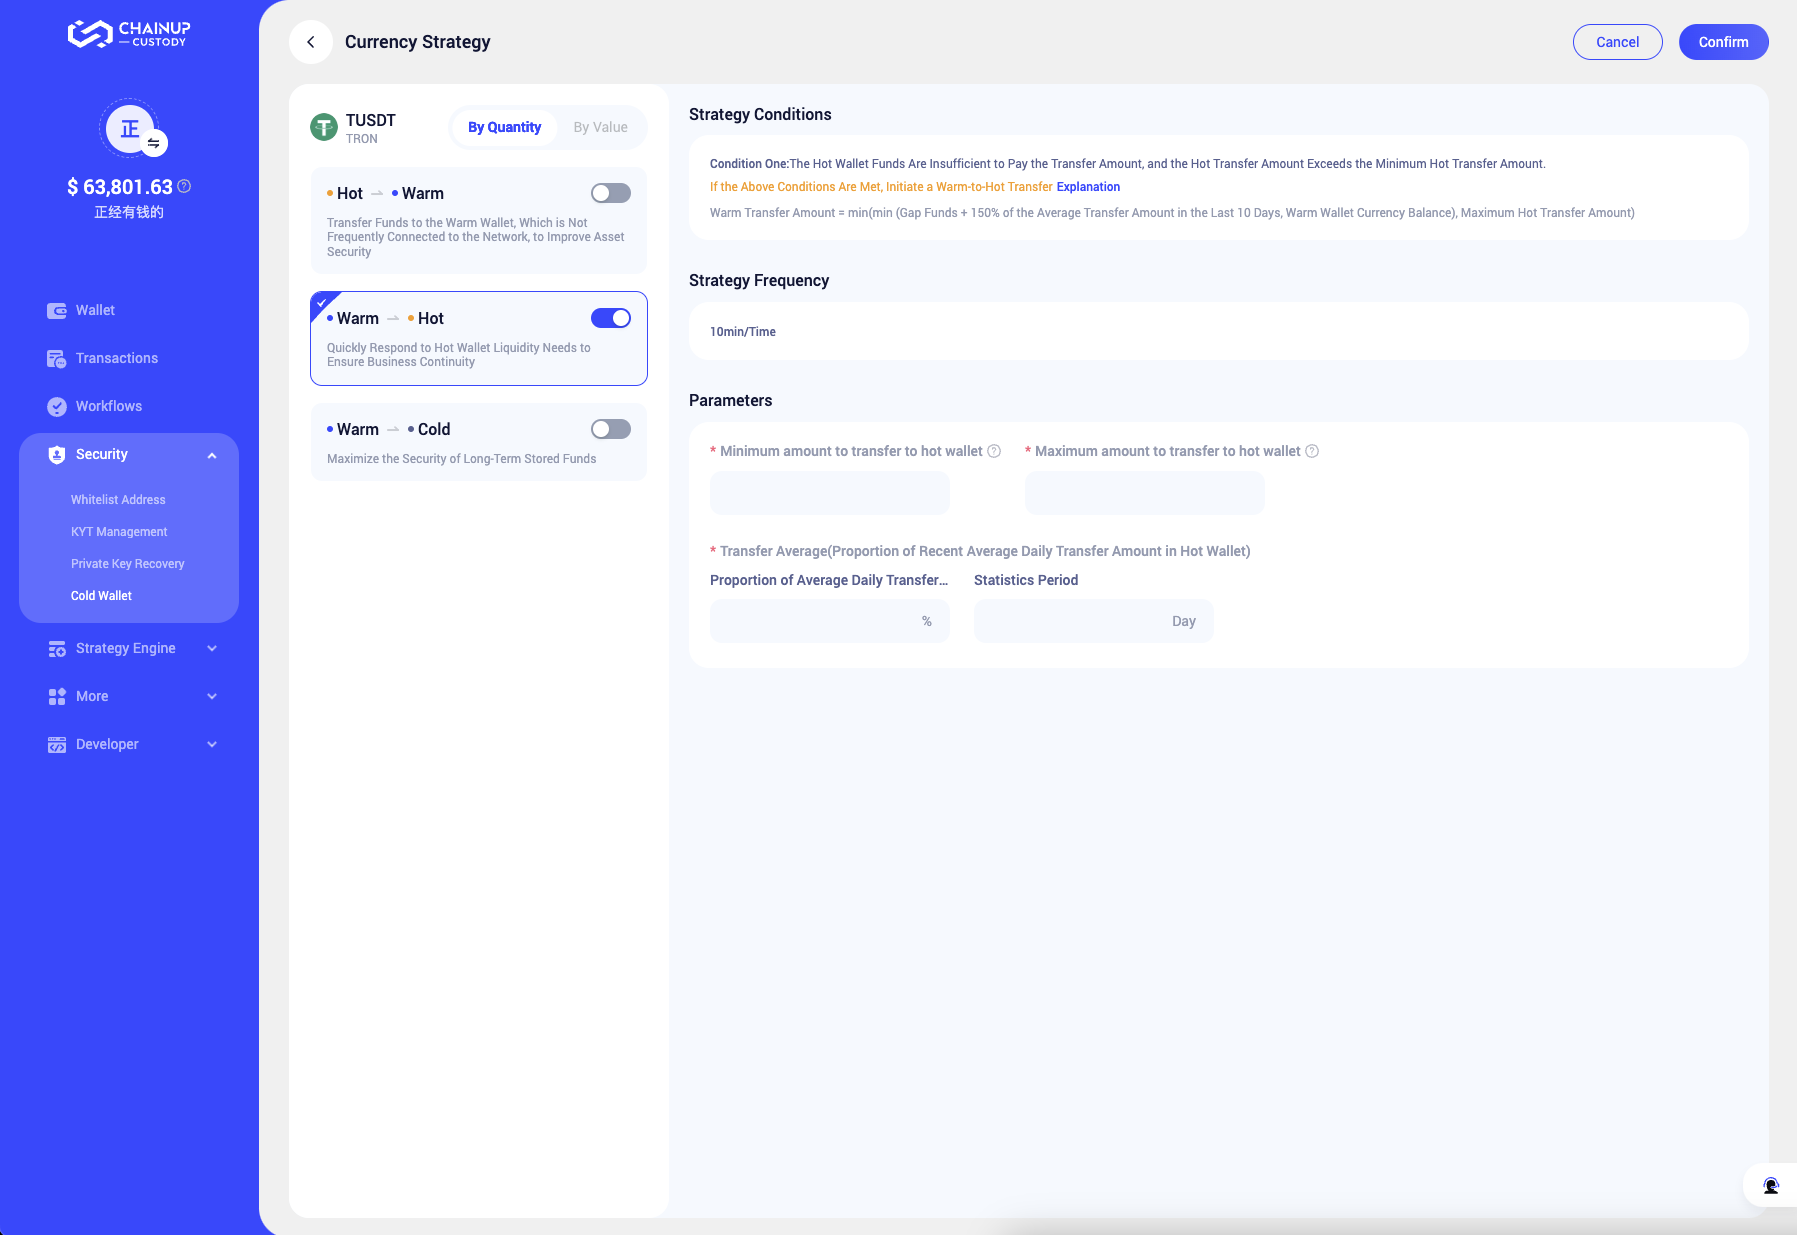 CHAINUP
CUSTODY
正
$ 63,801.63
正经有钱的
Wallet
Transactions
Workflows
Security
Whitelist Address
KYT Management
Private Key Recovery
Cold Wallet
Strategy Engine
More
Developer
Currency Strategy
Cancel
Confirm
TUSDT
TRON
By Quantity
By Value
Hot → Warm
Transfer Funds to the Warm Wallet, Which is Not
Frequently Connected to the Network, to Improve Asset
Security
Warm → Hot
Quickly Respond to Hot Wallet Liquidity Needs to
Ensure Business Continuity
Warm → Cold
Maximize the Security of Long-Term Stored Funds
Strategy Conditions
Condition One:The Hot Wallet Funds Are Insufficient to Pay the Transfer Amount, and the Hot Transfer Amount Exceeds the Minimum Hot Transfer Amount.
If the Above Conditions Are Met, Initiate a Warm-to-Hot Transfer Explanation
Warm Transfer Amount = min(min (Gap Funds + 150% of the Average Transfer Amount in the Last 10 Days, Warm Wallet Currency Balance), Maximum Hot Transfer Amount)
Strategy Frequency
10min/Time
Parameters
* Minimum amount to transfer to hot wallet
* Maximum amount to transfer to hot wallet
* Transfer Average(Proportion of Recent Average Daily Transfer Amount in Hot Wallet)
Proportion of Average Daily Transfer...
Statistics Period
%
Day